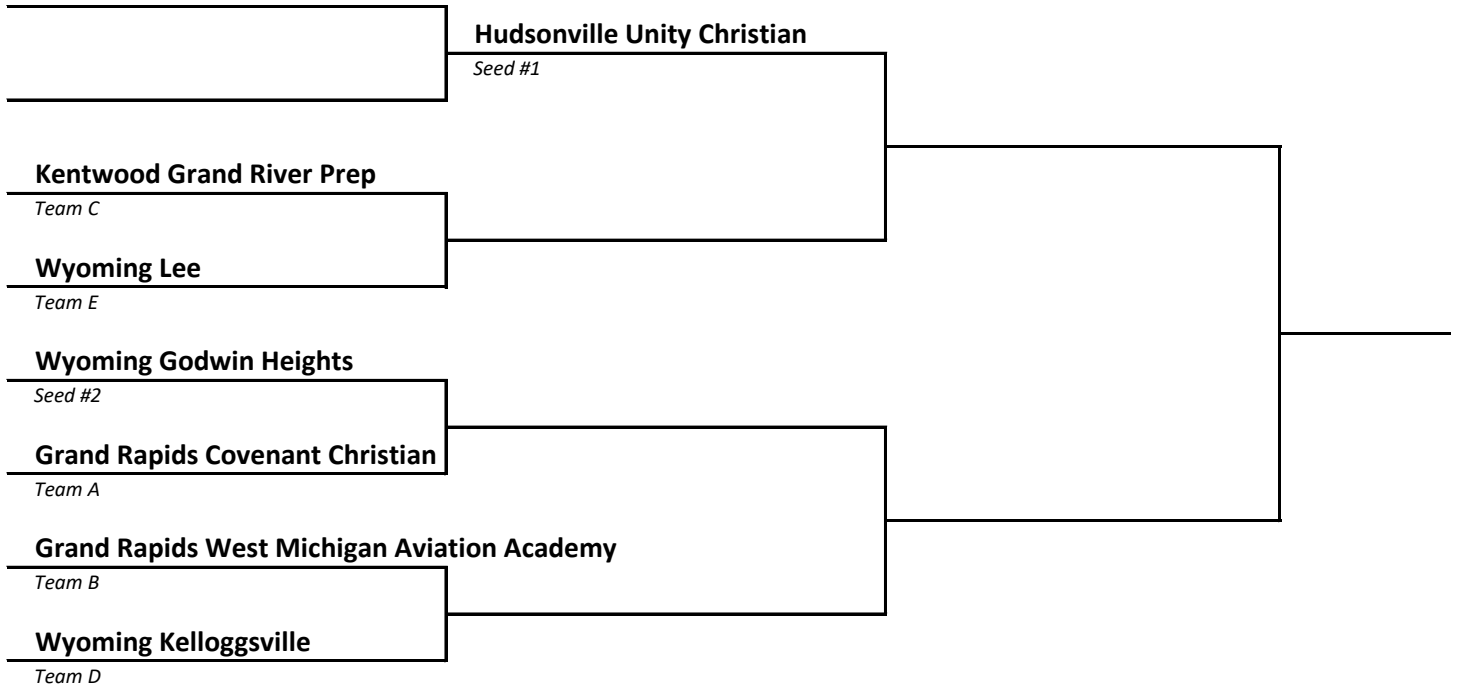 Hudsonville Unity Christian
Seed #1
Kentwood Grand River Prep
Team C
Wyoming Lee
Team E
Wyoming Godwin Heights
Seed #2
Grand Rapids Covenant Christian
Team A
Grand Rapids West Michigan Aviation Academy
Team B
Wyoming Kelloggsville
Team D